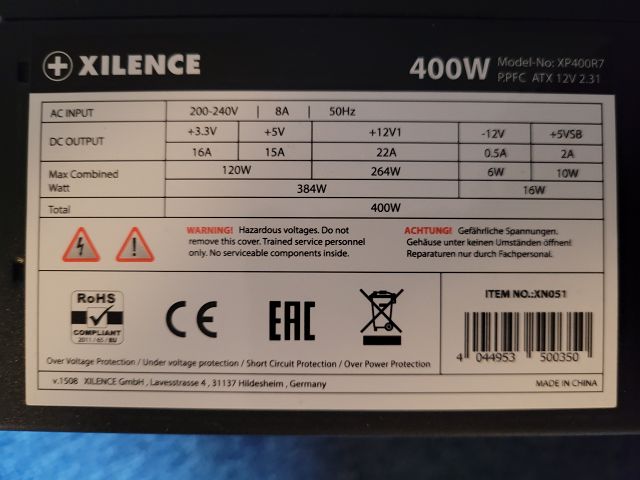 XILENCE
400W
Model-No: XP400R7
P.PFC ATX 12V 2.31
AC INPUT 200-240V | 8A | 50Hz
DC OUTPUT +3.3V +5V +12V1 -12V +5VSB
16A 15A 22A 0.5A 2A
Max Combined Watt 120W 264W 6W 10W
384W 16W
Total 400W
WARNING! Hazardous voltages. Do not
remove this cover. Trained service personnel
only. No serviceable components inside.
ACHTUNG! Gefährliche Spannungen.
Gehäuse unter keinen Umständen öffnen!
Reparaturen nur durch Fachpersonal.
RoHS
COMPLIANT
2011 / 65 / EU
CE
EAC
ITEM NO.:XN051
4 044953 500350
Over Voltage Protection / Under voltage protection / Short Circuit Protection / Over Power Protection
v.1508 XILENCE GmbH , Lavesstrasse 4 , 31137 Hildesheim , Germany
MADE IN CHINA